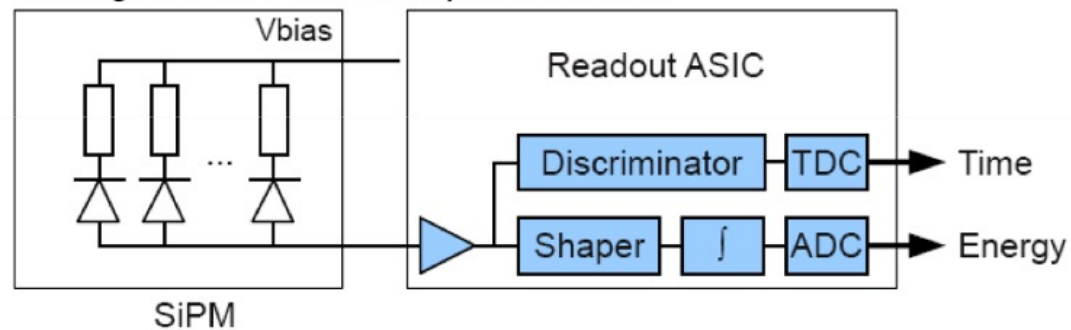 Vbias
Readout ASIC
...
Discriminator
TDC
Time
Shaper
∫
ADC
Energy
SiPM